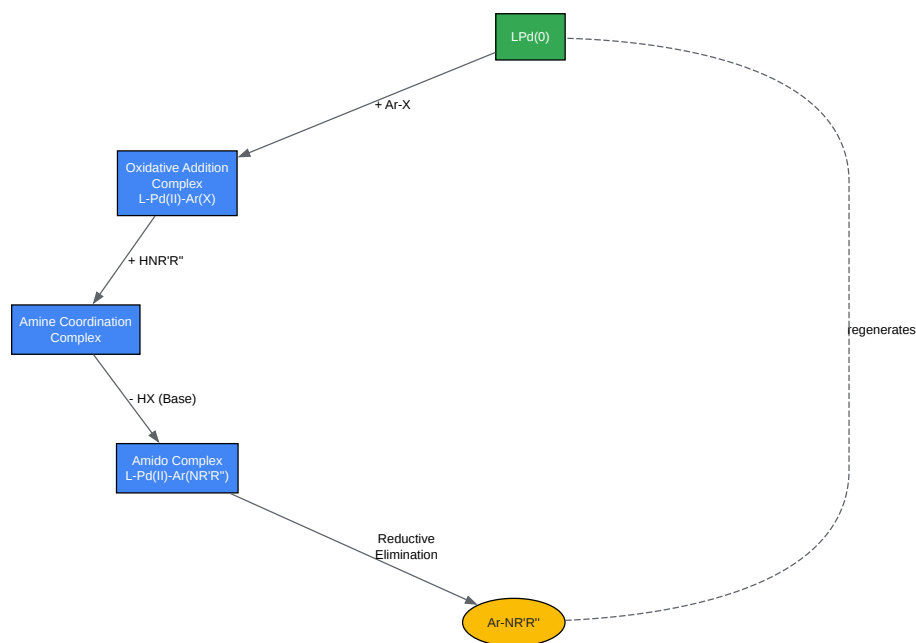 LPd(0)
+ Ar-X
Oxidative Addition
Complex
L-Pd(II)-Ar(X)
+ HNR'R"
Amine Coordination
Complex
regenerates
- HX (Base)
Amido Complex
L-Pd(II)-Ar(NR'R")
Reductive
Elimination
Ar-NR'R"